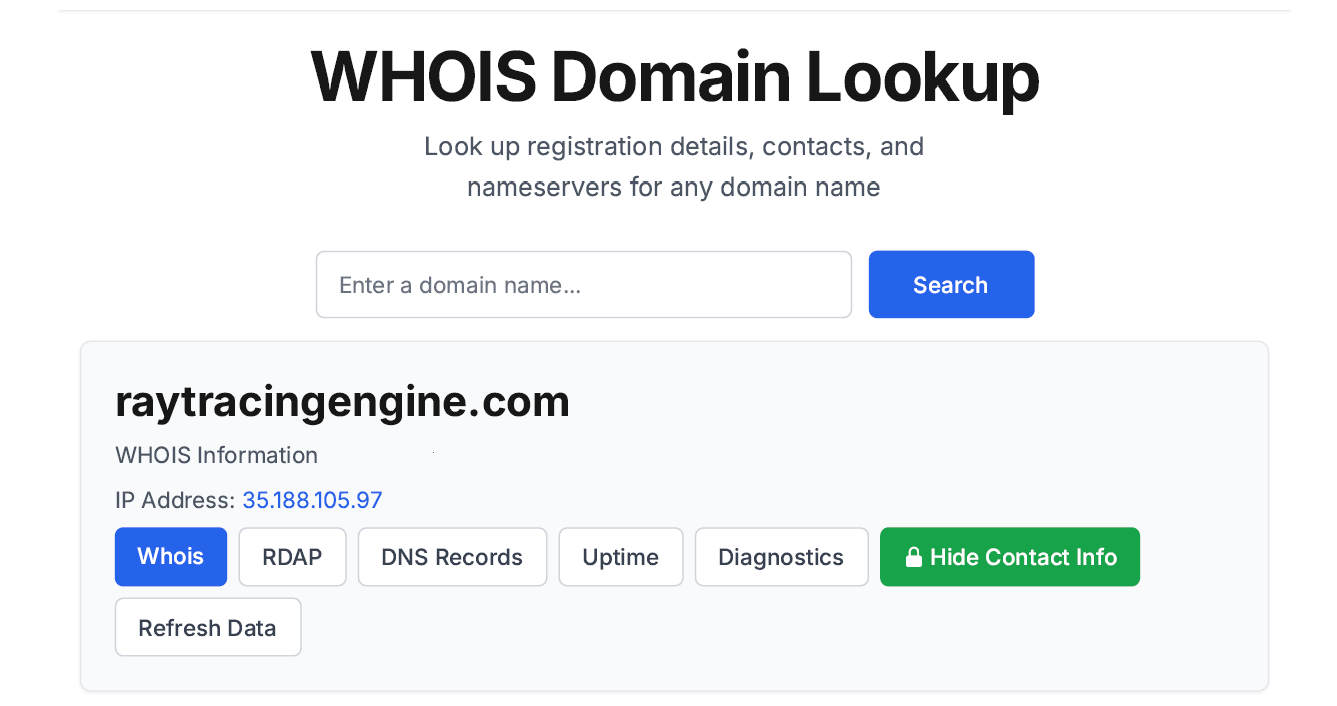 WHOIS Domain Lookup
Look up registration details, contacts, and
nameservers for any domain name
Enter a domain name...
Search
raytracingengine.com
WHOIS Information
IP Address: 35.188.105.97
Whois
RDAP
DNS Records
Uptime
Diagnostics
Hide Contact Info
Refresh Data